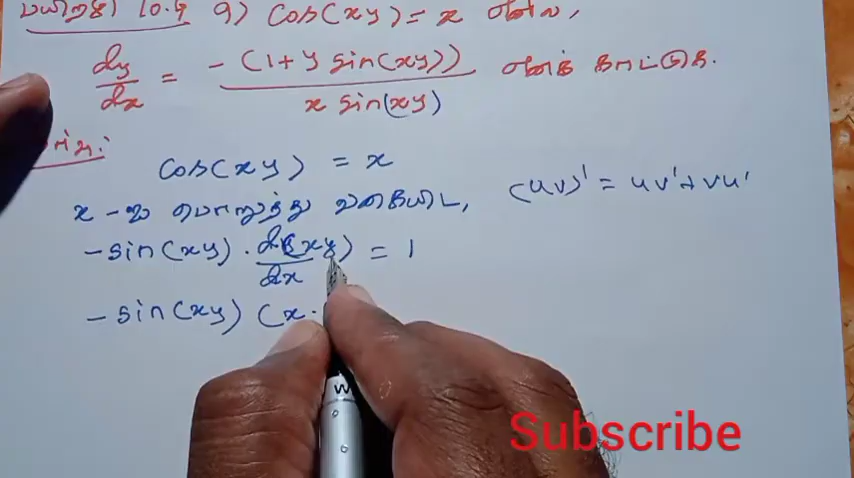 பயிற்சி 10.4 9) cos(xy) = x எனில்,
dy/dx = -(1+y sin(xy)) / x sin(xy) எனக் காட்டுக.
cos(xy) = x
x-ஐ பொறுத்து வகையிட, (uv)' = uv'+vu'
-sin(xy) . d(xy)/dx = 1
-sin(xy) (x.
Subscribe